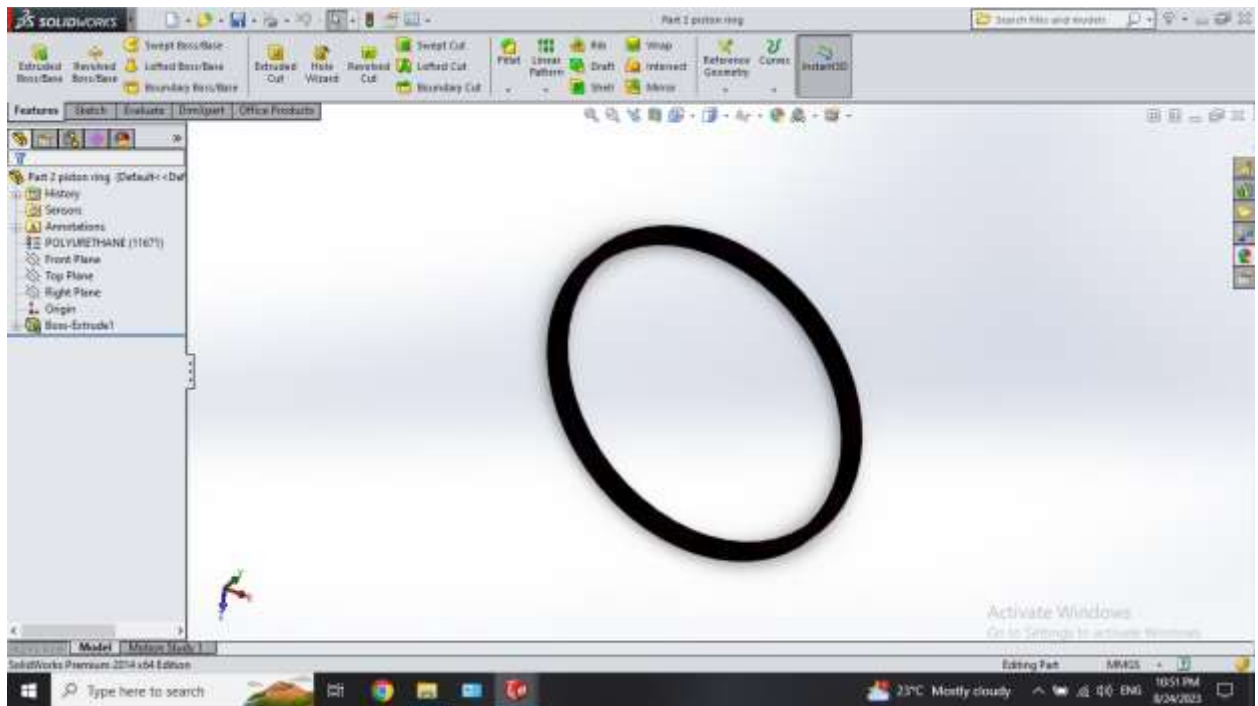 SOLIDWORKS
Part 2 piston ring
Search files and models
Extruded Boss/Base
Revolved Boss/Base
Swept Boss/Base
Lofted Boss/Base
Boundary Boss/Base
Extruded Cut
Hole Wizard
Revolved Cut
Swept Cut
Lofted Cut
Boundary Cut
Fillet
Linear Pattern
Rib
Draft
Shell
Wrap
Intersect
Mirror
Reference Geometry
Curves
Instant3D
Features
Sketch
Evaluate
DimXpert
Office Products
Part 2 piston ring (Default<<Def
History
Sensors
Annotations
POLYURETHANE (11671)
Front Plane
Top Plane
Right Plane
Origin
Boss-Extrude1
Activate Windows
Go to Settings to activate Windows.
Model
Motion Study 1
SolidWorks Premium 2014 x64 Edition
Editing Part
MMGS
Type here to search
23°C Mostly cloudy
ENG
10:51 PM
8/24/2023